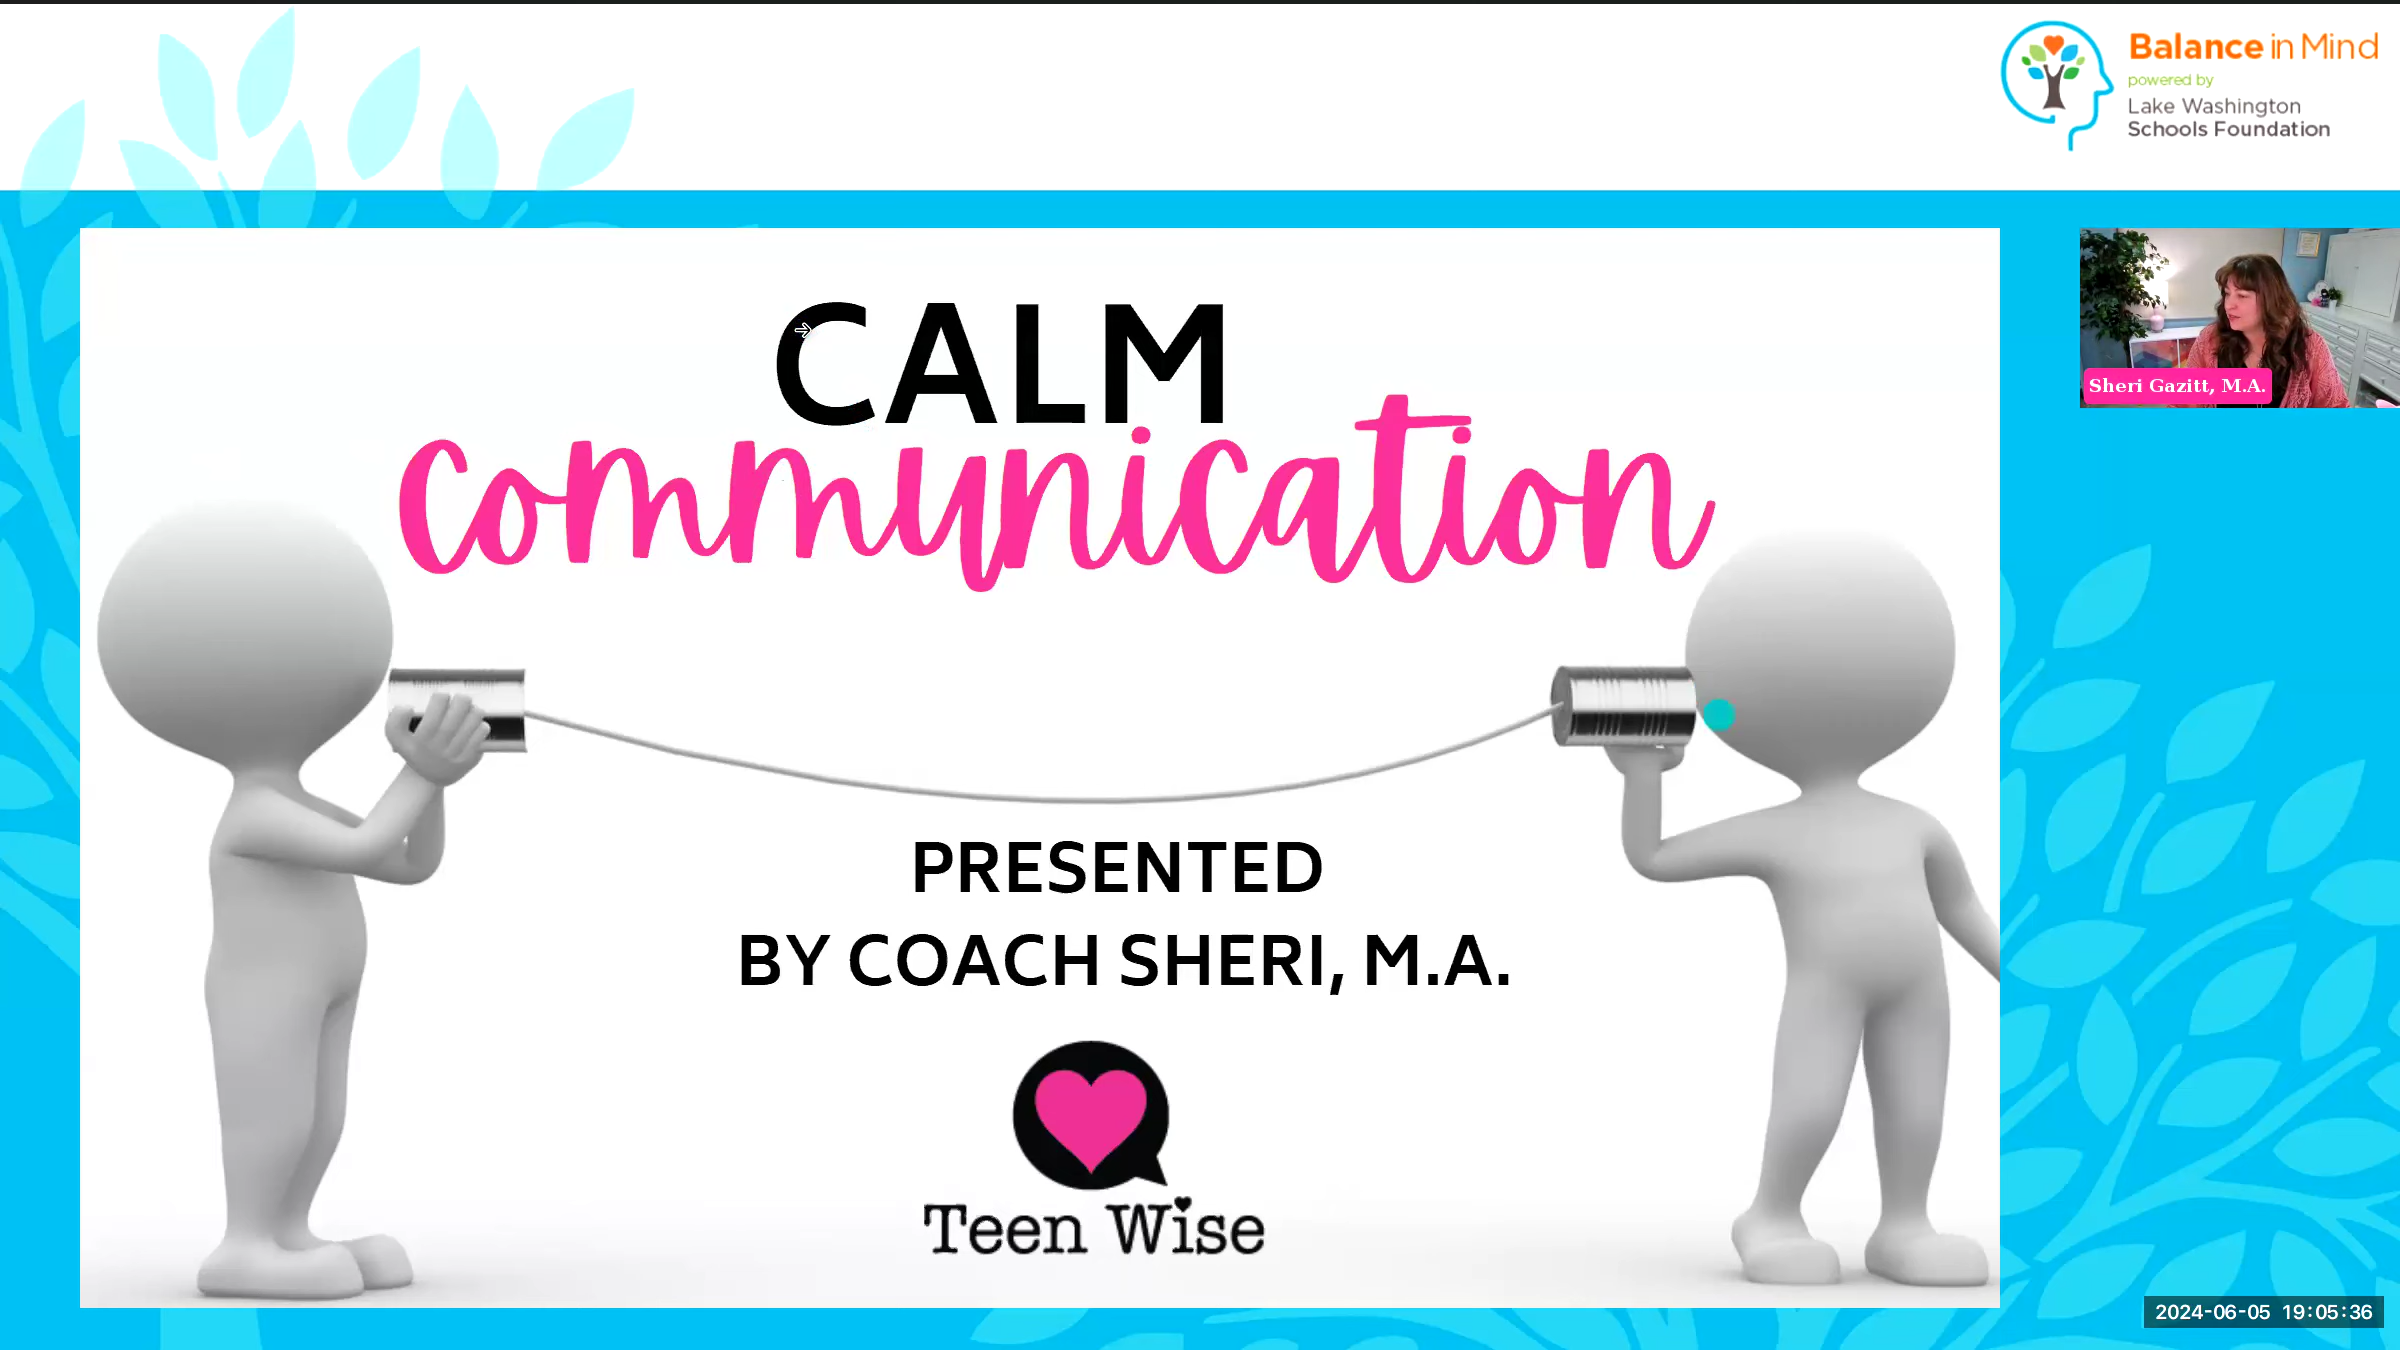 Balance in Mind
powered by
Lake Washington
Schools Foundation
CALM
communication
Sheri Gazitt, M.A.
PRESENTED
BY COACH SHERI, M.A.
Teen Wise
2024-06-05 19:05:36